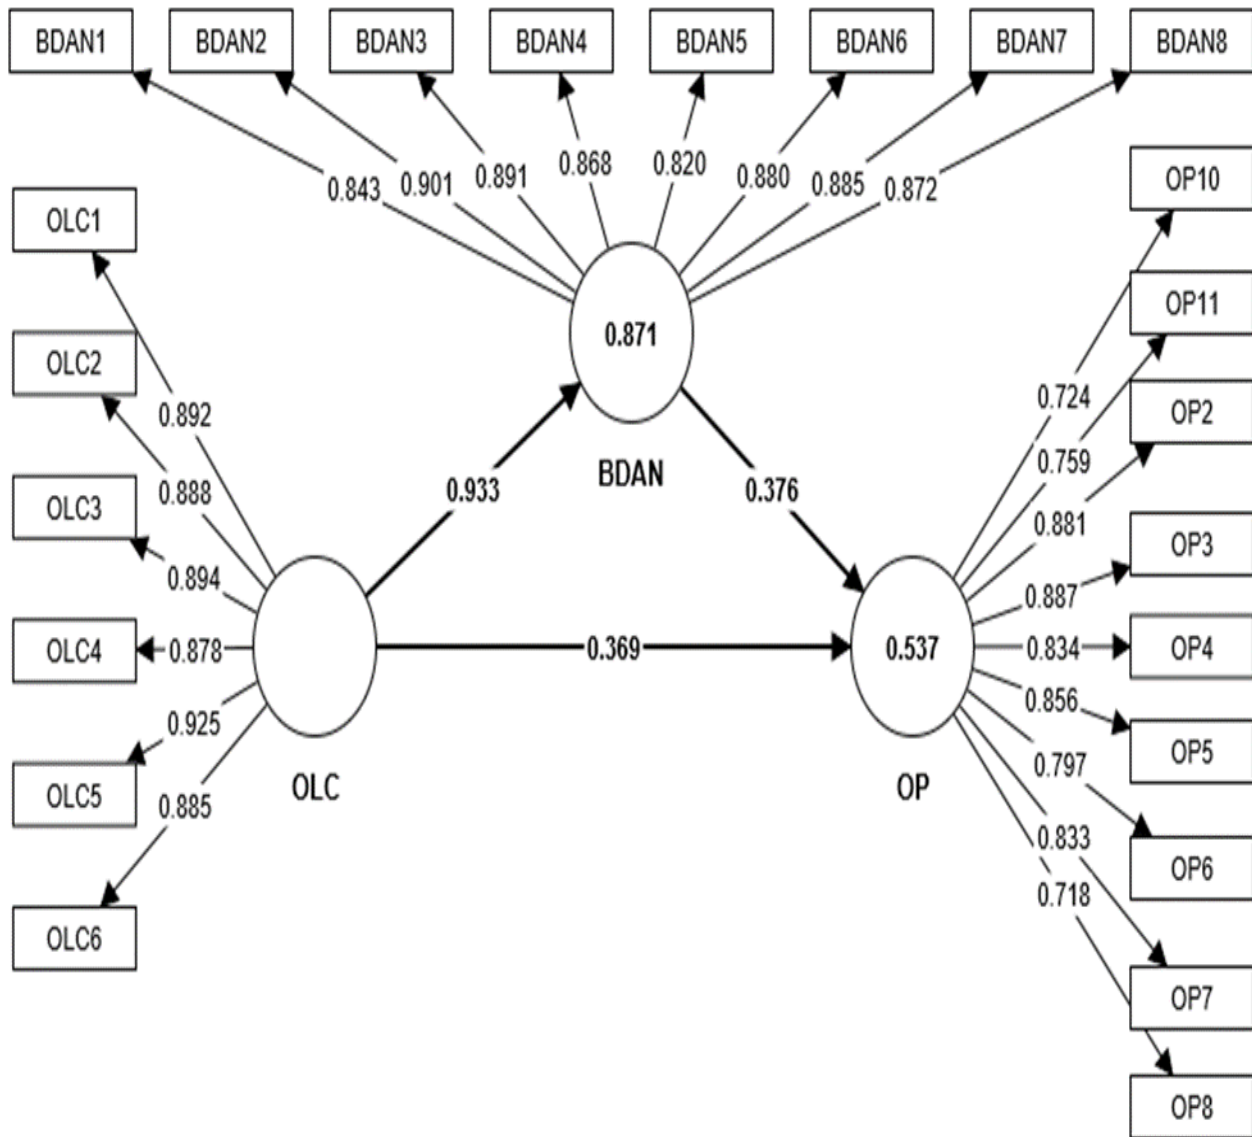 BDAN1 BDAN2 BDAN3 BDAN4 BDAN5 BDAN6 BDAN7 BDAN8
0.843 0.901 0.891 0.868 0.820 0.880 0.885 0.872
OLC1
OLC2
OLC3
OLC4
OLC5
OLC6
0.892
0.888
0.894
0.878
0.925
0.885
OLC
0.933
0.871
BDAN
0.376
0.369
0.537
OP
0.724
0.759
0.881
0.887
0.834
0.856
0.797
0.833
0.718
OP10
OP11
OP2
OP3
OP4
OP5
OP6
OP7
OP8